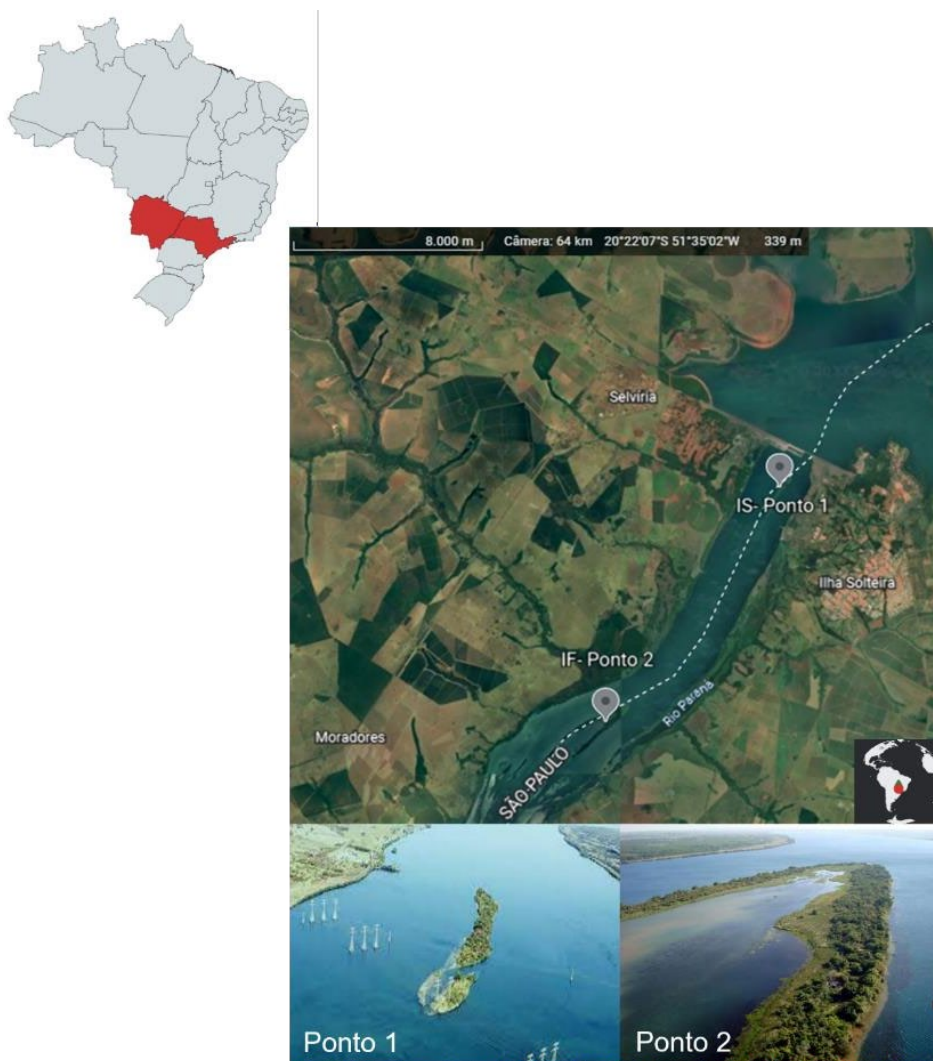 8.000 m Câmera: 64 km 20°22'07"S 51°35'02"W 339 m
Selvíria
IS- Ponto 1
Ilha Solteira
IF- Ponto 2
Rio Paraná
Moradores
SÃO-PAULO
Ponto 1
Ponto 2